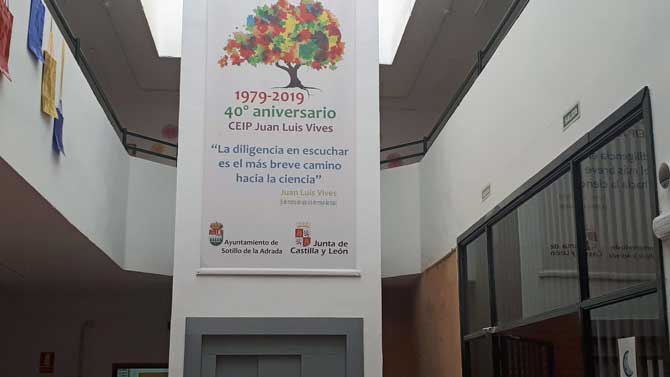 1979-2019
40º aniversario
CEIP Juan Luis Vives
“La diligencia en escuchar
es el más breve camino
hacia la ciencia”
Juan Luis Vives
Ayuntamiento de
Sotillo de la Adrada
Junta de
Castilla y León